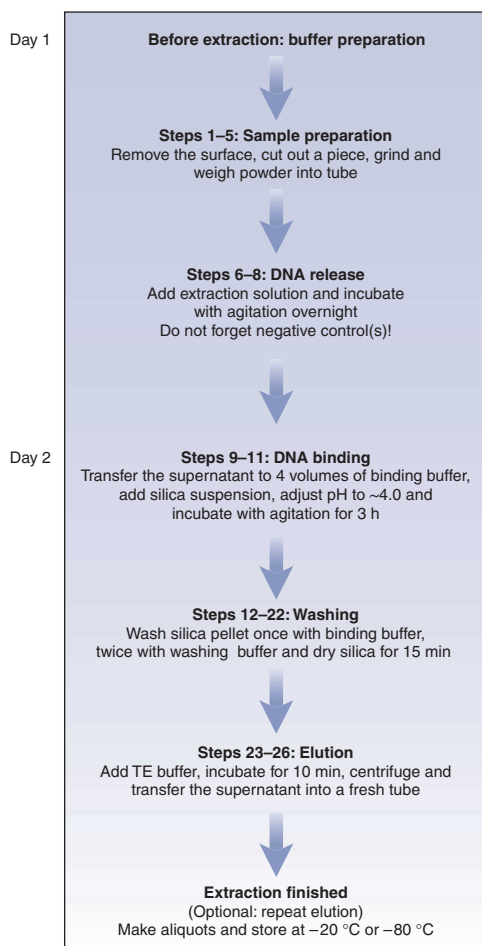 Day 1
Before extraction: buffer preparation
Steps 1–5: Sample preparation
Remove the surface, cut out a piece, grind and
weigh powder into tube
Steps 6–8: DNA release
Add extraction solution and incubate
with agitation overnight
Do not forget negative control(s)!
Day 2
Steps 9–11: DNA binding
Transfer the supernatant to 4 volumes of binding buffer,
add silica suspension, adjust pH to ~4.0 and
incubate with agitation for 3 h
Steps 12–22: Washing
Wash silica pellet once with binding buffer,
twice with washing buffer and dry silica for 15 min
Steps 23–26: Elution
Add TE buffer, incubate for 10 min, centrifuge and
transfer the supernatant into a fresh tube
Extraction finished
(Optional: repeat elution)
Make aliquots and store at −20 °C or −80 °C